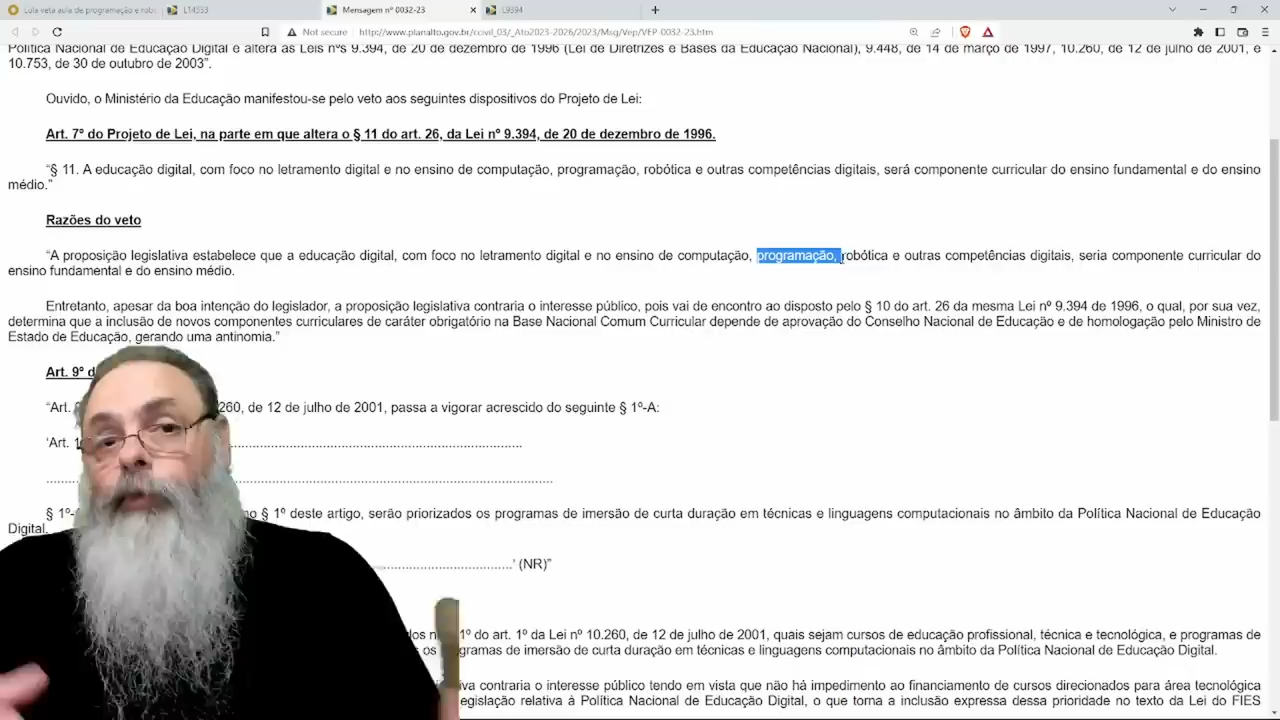 Lula veta aula de programação e robó
L14533
Mensagem nº 0032-23
L9394
Not secure
http://www.planalto.gov.br/ccivil_03/_Ato2023-2026/2023/Msg/Vep/VEP-0032-23.htm
Política Nacional de Educação Digital e altera as Leis nºs 9.394, de 20 de dezembro de 1996 (Lei de Diretrizes e Bases da Educação Nacional), 9.448, de 14 de março de 1997, 10.260, de 12 de julho de 2001, e
10.753, de 30 de outubro de 2003”.
Ouvido, o Ministério da Educação manifestou-se pelo veto aos seguintes dispositivos do Projeto de Lei:
Art. 7º do Projeto de Lei, na parte em que altera o § 11 do art. 26, da Lei nº 9.394, de 20 de dezembro de 1996.
“§ 11. A educação digital, com foco no letramento digital e no ensino de computação, programação, robótica e outras competências digitais, será componente curricular do ensino fundamental e do ensino
médio.”
Razões do veto
“A proposição legislativa estabelece que a educação digital, com foco no letramento digital e no ensino de computação, programação, robótica e outras competências digitais, seria componente curricular do
ensino fundamental e do ensino médio.
Entretanto, apesar da boa intenção do legislador, a proposição legislativa contraria o interesse público, pois vai de encontro ao disposto pelo § 10 do art. 26 da mesma Lei nº 9.394 de 1996, o qual, por sua vez,
determina que a inclusão de novos componentes curriculares de caráter obrigatório na Base Nacional Comum Curricular depende de aprovação do Conselho Nacional de Educação e de homologação pelo Ministro de
Estado de Educação, gerando uma antinomia.”
Art. 9º d
“Art. 260, de 12 de julho de 2001, passa a vigorar acrescido do seguinte § 1º-A:
‘Art. 1 ......................................................................
..............................................................................................................................
§ 1º- no § 1º deste artigo, serão priorizados os programas de imersão de curta duração em técnicas e linguagens computacionais no âmbito da Política Nacional de Educação
Digital.
..................................’ (NR)”
1º do art. 1º da Lei nº 10.260, de 12 de julho de 2001, quais sejam cursos de educação profissional, técnica e tecnológica, e programas de
os programas de imersão de curta duração em técnicas e linguagens computacionais no âmbito da Política Nacional de Educação Digital.
contraria o interesse público tendo em vista que não há impedimento ao financiamento de cursos direcionados para área tecnológica
legislação relativa à Política Nacional de Educação Digital, o que torna a inclusão expressa dessa prioridade no texto da Lei do FIES